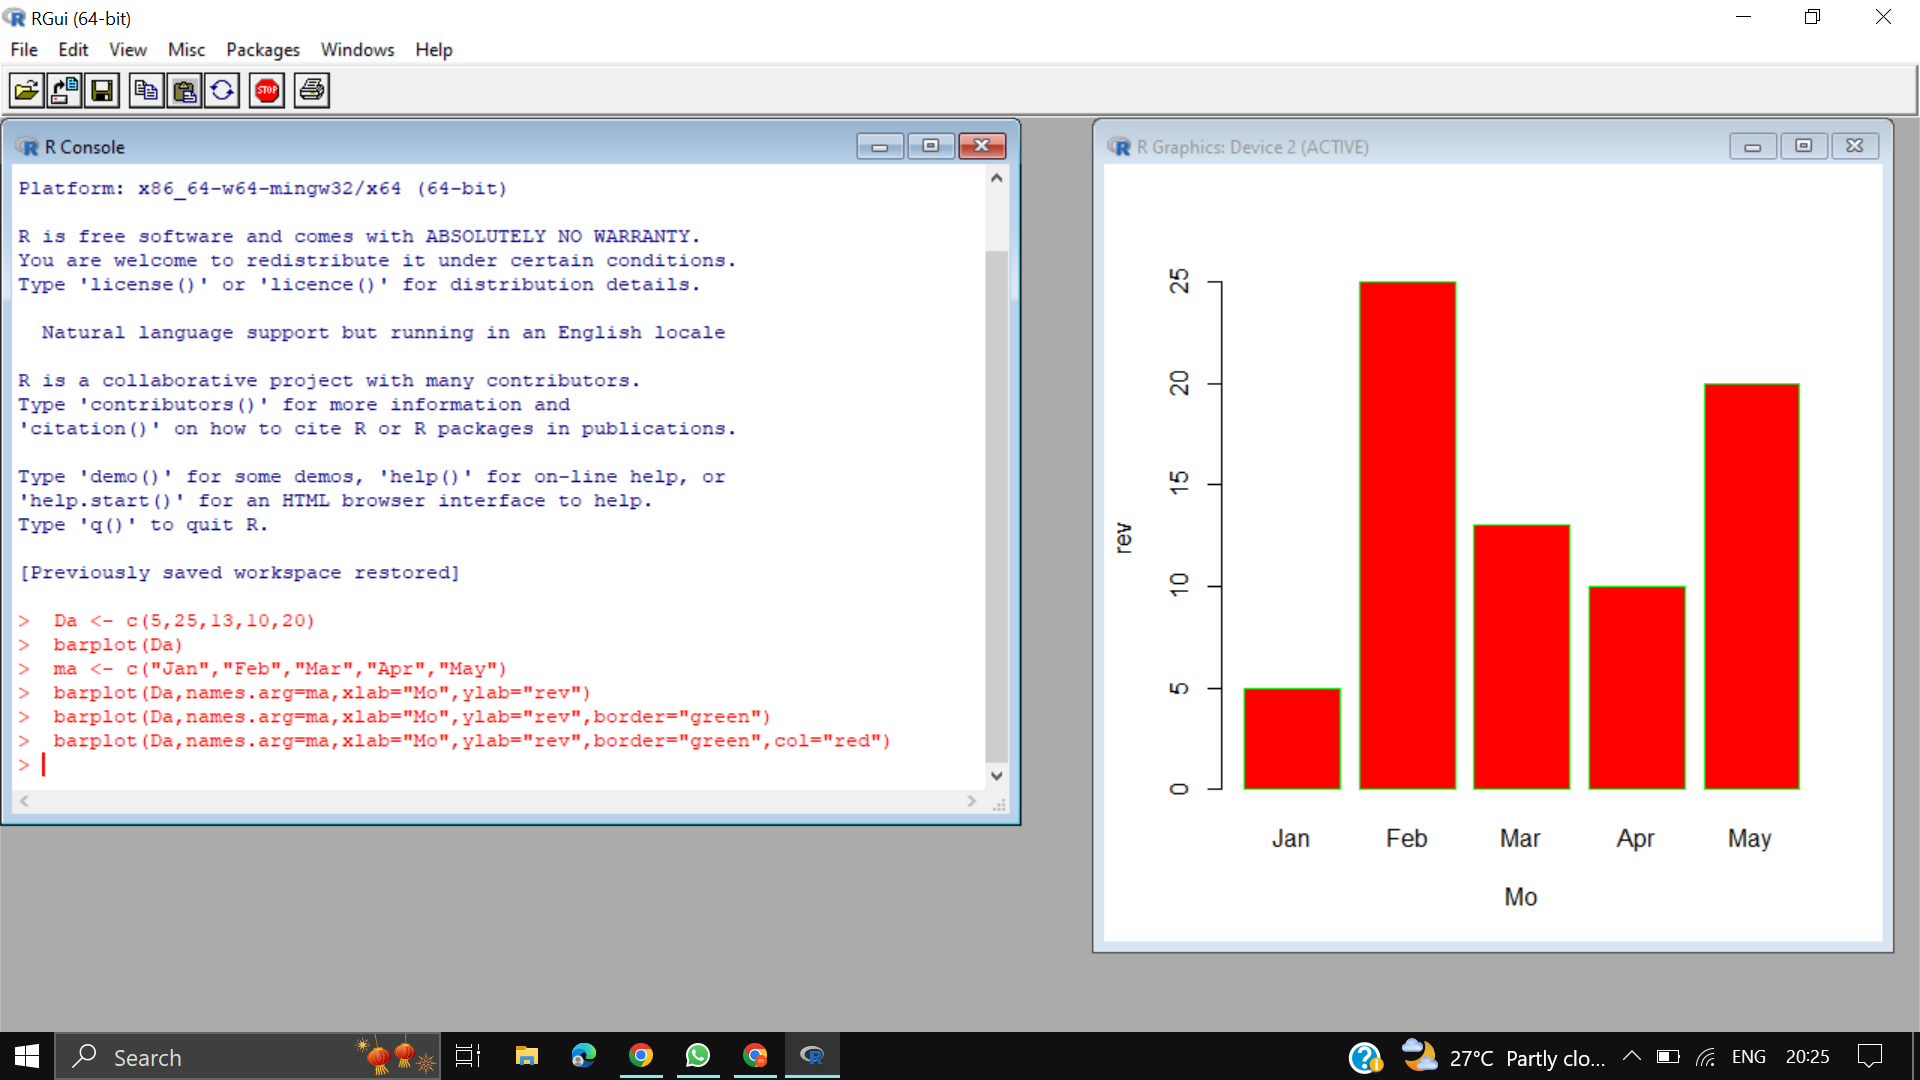 RGui (64-bit)
File Edit View Misc Packages Windows Help
STOP
R Console
Platform: x86_64-w64-mingw32/x64 (64-bit)
R is free software and comes with ABSOLUTELY NO WARRANTY.
You are welcome to redistribute it under certain conditions.
Type 'license()' or 'licence()' for distribution details.
Natural language support but running in an English locale
R is a collaborative project with many contributors.
Type 'contributors()' for more information and
'citation()' on how to cite R or R packages in publications.
Type 'demo()' for some demos, 'help()' for on-line help, or
'help.start()' for an HTML browser interface to help.
Type 'q()' to quit R.
[Previously saved workspace restored]
> Da <- c(5,25,13,10,20)
> barplot(Da)
> ma <- c("Jan","Feb","Mar","Apr","May")
> barplot(Da,names.arg=ma,xlab="Mo",ylab="rev")
> barplot(Da,names.arg=ma,xlab="Mo",ylab="rev",border="green")
> barplot(Da,names.arg=ma,xlab="Mo",ylab="rev",border="green",col="red")
>
R Graphics: Device 2 (ACTIVE)
25
20
15
10
5
0
rev
Jan Feb Mar Apr May
Mo
Search
27°C Partly clo...
ENG
20:25